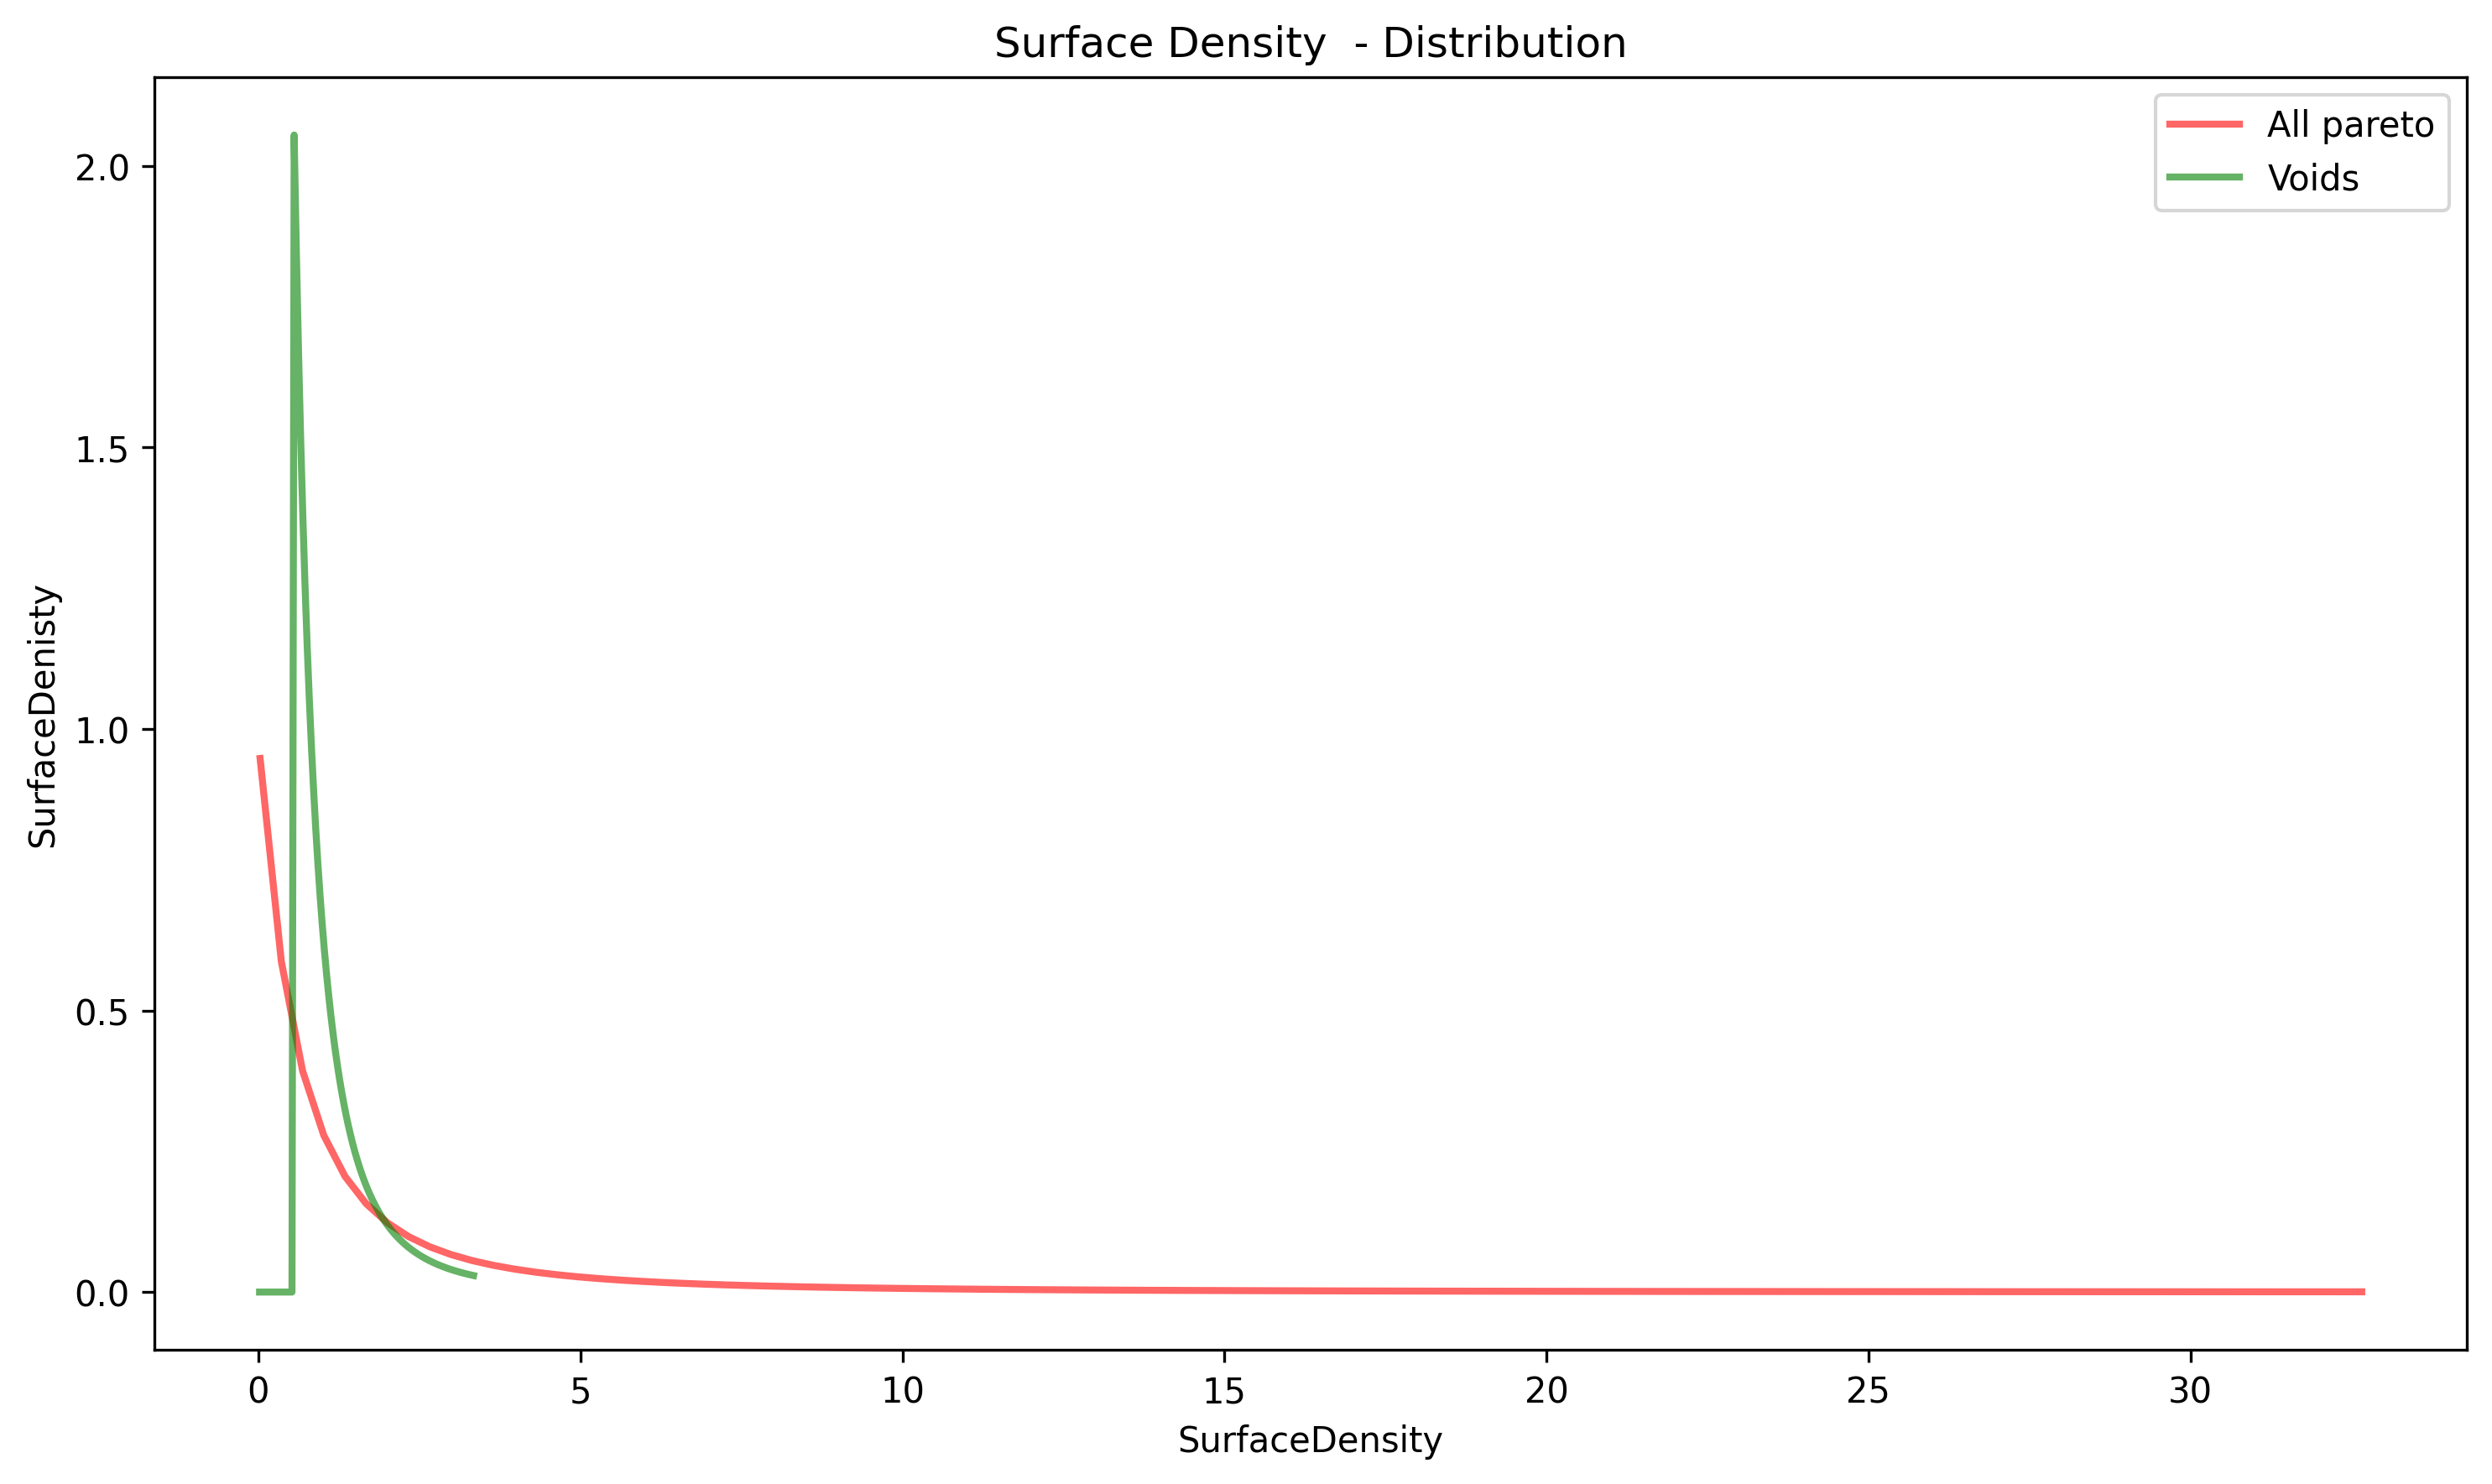 Surface Density  - Distribution
All pareto
Voids
SurfaceDenisty
2.0
1.5
1.0
0.5
0.0
0 5 10 15 20 25 30
SurfaceDensity